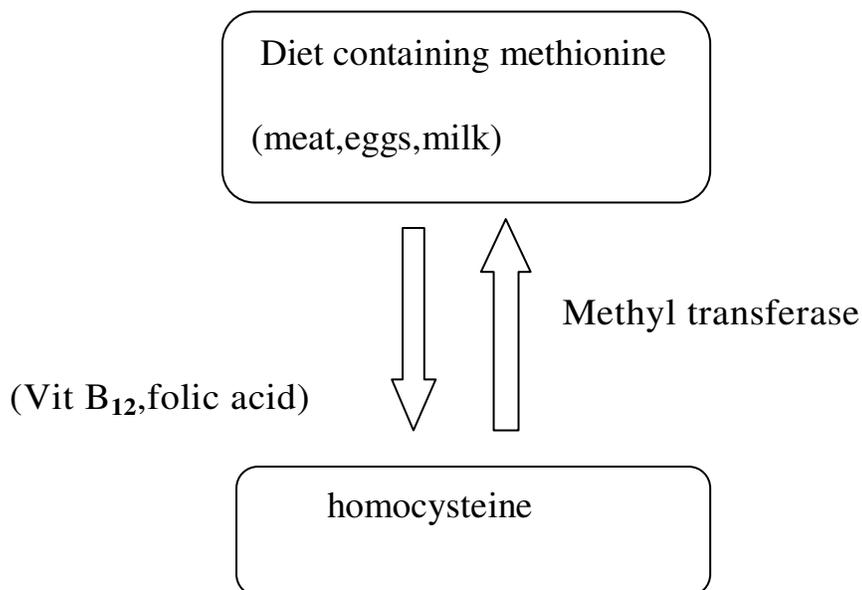 Diet containing methionine
(meat,eggs,milk)
Methyl transferase
(Vit B₁₂,folic acid)
homocysteine